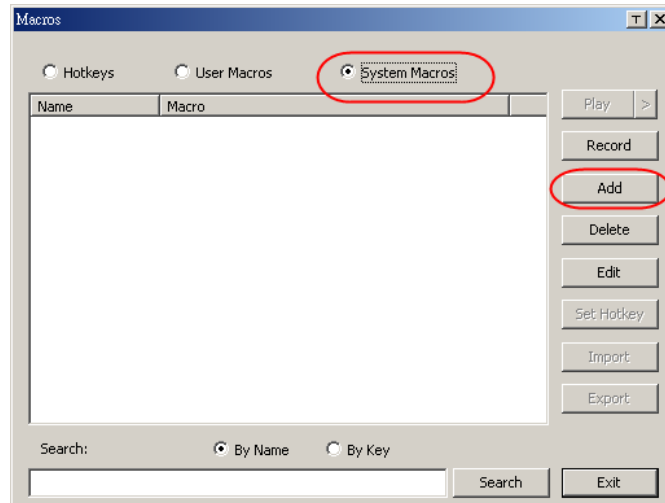 Macros
Hotkeys User Macros System Macros
Name Macro
Play >
Record
Add
Delete
Edit
Set Hotkey
Import
Export
Search: By Name By Key
Search Exit